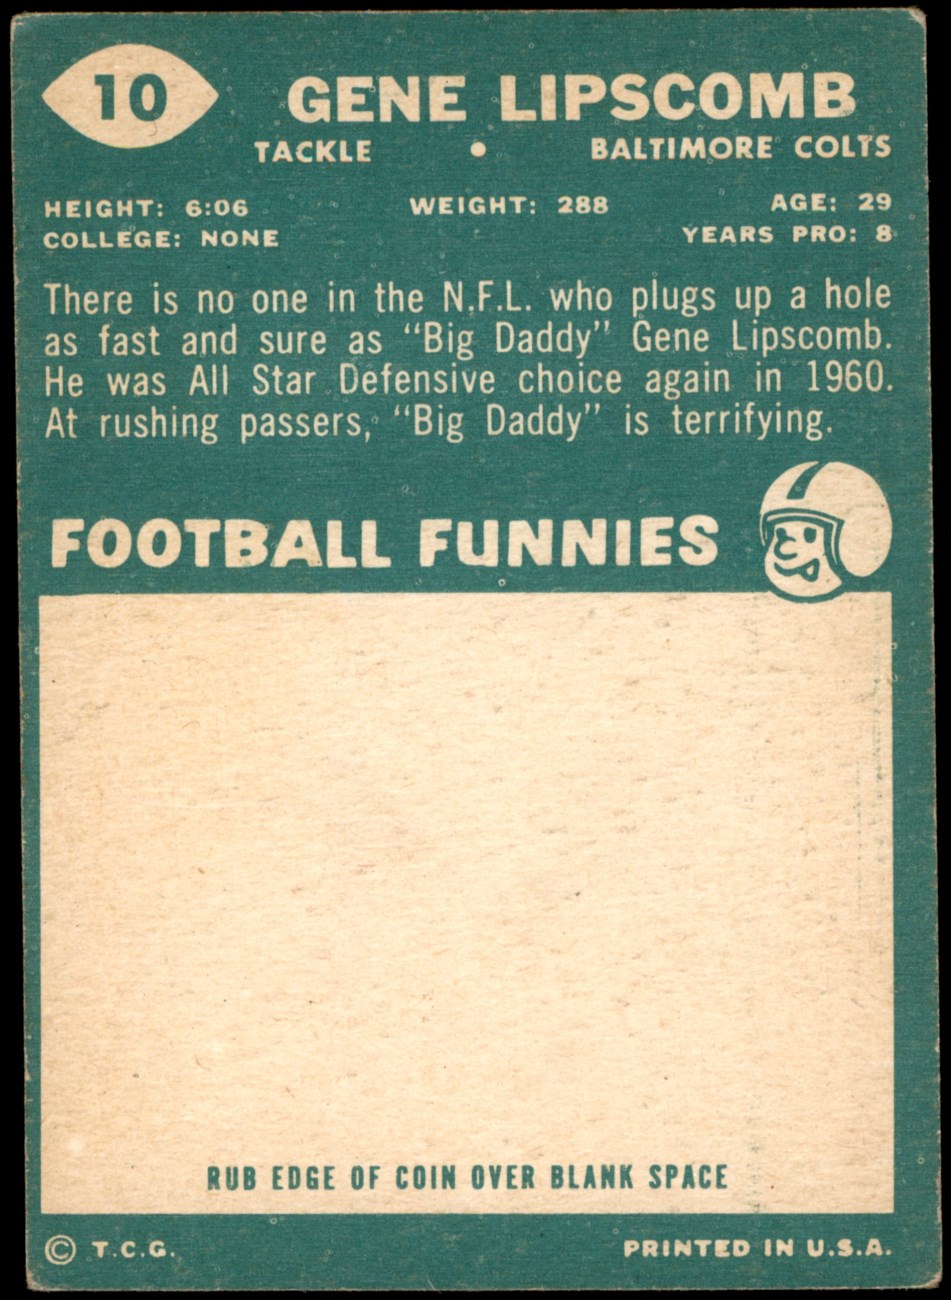 10
GENE LIPSCOMB
TACKLE • BALTIMORE COLTS
HEIGHT: 6:06 WEIGHT: 288 AGE: 29
COLLEGE: NONE YEARS PRO: 8
There is no one in the N.F.L. who plugs up a hole
as fast and sure as “Big Daddy” Gene Lipscomb.
He was All Star Defensive choice again in 1960.
At rushing passers, “Big Daddy” is terrifying.
FOOTBALL FUNNIES
RUB EDGE OF COIN OVER BLANK SPACE
© T.C.G. PRINTED IN U.S.A.